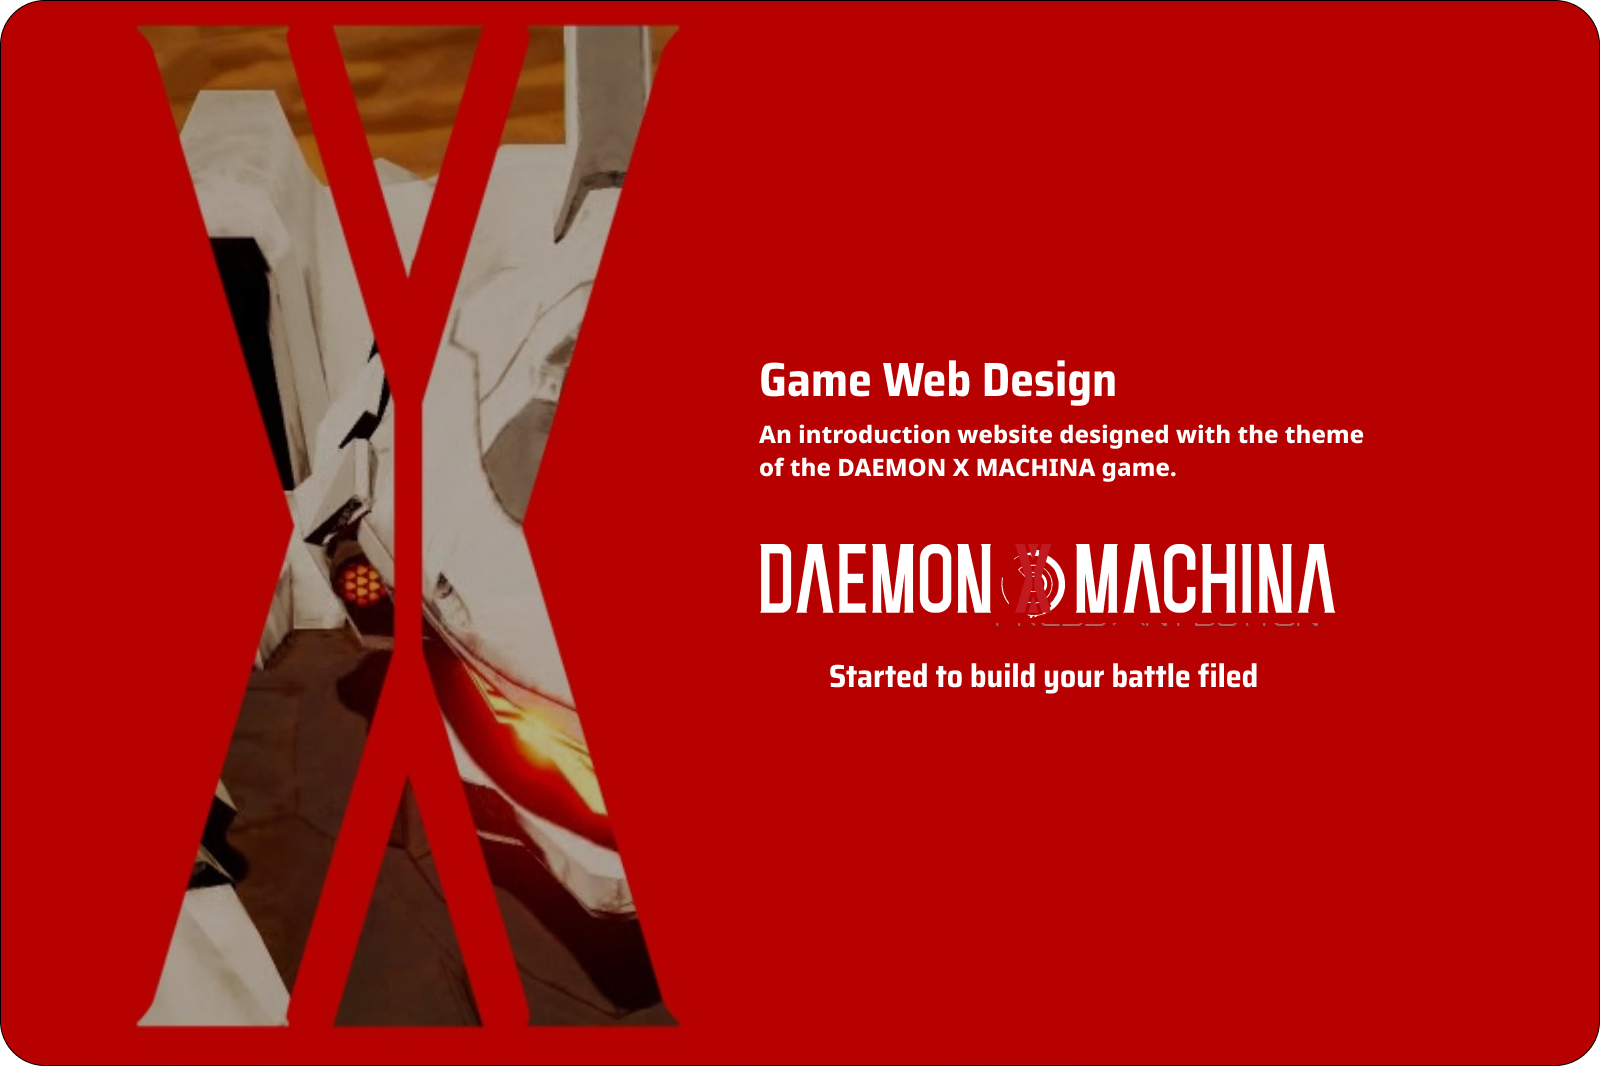 Game Web Design
An introduction website designed with the theme
of the DAEMON X MACHINA game.
DAEMON X MACHINA
Started to build your battle filed